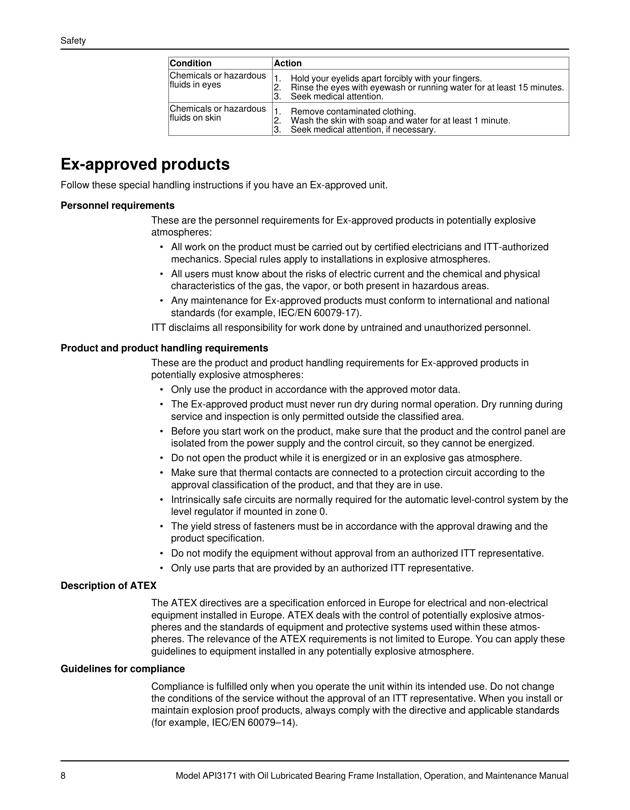 Safety
Condition Action
Chemicals or hazardous
fluids in eyes
1. Hold your eyelids apart forcibly with your fingers.
2. Rinse the eyes with eyewash or running water for at least 15 minutes.
3. Seek medical attention.
Chemicals or hazardous
fluids on skin
1. Remove contaminated clothing.
2. Wash the skin with soap and water for at least 1 minute.
3. Seek medical attention, if necessary.
Ex-approved products
Follow these special handling instructions if you have an Ex-approved unit.
Personnel requirements
These are the personnel requirements for Ex-approved products in potentially explosive
atmospheres:
• All work on the product must be carried out by certified electricians and ITT-authorized
mechanics. Special rules apply to installations in explosive atmospheres.
• All users must know about the risks of electric current and the chemical and physical
characteristics of the gas, the vapor, or both present in hazardous areas.
• Any maintenance for Ex-approved products must conform to international and national
standards (for example, IEC/EN 60079-17).
ITT disclaims all responsibility for work done by untrained and unauthorized personnel.
Product and product handling requirements
These are the product and product handling requirements for Ex-approved products in
potentially explosive atmospheres:
• Only use the product in accordance with the approved motor data.
• The Ex-approved product must never run dry during normal operation. Dry running during
service and inspection is only permitted outside the classified area.
• Before you start work on the product, make sure that the product and the control panel are
isolated from the power supply and the control circuit, so they cannot be energized.
• Do not open the product while it is energized or in an explosive gas atmosphere.
• Make sure that thermal contacts are connected to a protection circuit according to the
approval classification of the product, and that they are in use.
• Intrinsically safe circuits are normally required for the automatic level-control system by the
level regulator if mounted in zone 0.
• The yield stress of fasteners must be in accordance with the approval drawing and the
product specification.
• Do not modify the equipment without approval from an authorized ITT representative.
• Only use parts that are provided by an authorized ITT representative.
Description of ATEX
The ATEX directives are a specification enforced in Europe for electrical and non-electrical
equipment installed in Europe. ATEX deals with the control of potentially explosive atmos-
pheres and the standards of equipment and protective systems used within these atmos-
pheres. The relevance of the ATEX requirements is not limited to Europe. You can apply these
guidelines to equipment installed in any potentially explosive atmosphere.
Guidelines for compliance
Compliance is fulfilled only when you operate the unit within its intended use. Do not change
the conditions of the service without the approval of an ITT representative. When you install or
maintain explosion proof products, always comply with the directive and applicable standards
(for example, IEC/EN 60079–14).
8 Model API3171 with Oil Lubricated Bearing Frame Installation, Operation, and Maintenance Manual